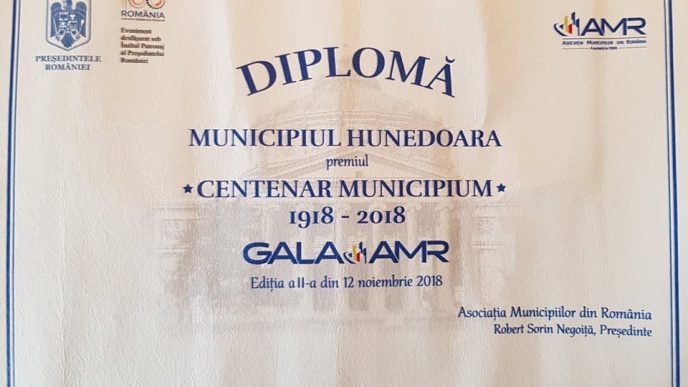 PREȘEDINTELE
ROMÂNIEI
ROMÂNIA
Eveniment
desfășurat sub
Înaltul Patronaj
al Președintelui
României
AMR
ASOCIAȚIA MUNICIPIILOR DIN ROMÂNIA
DIPLOMĂ
MUNICIPIUL HUNEDOARA
premiul
★ CENTENAR MUNICIPIUM ★
1918 - 2018
GALA AMR
Ediția a II-a din 12 noiembrie 2018
Asociația Municipiilor din România
Robert Sorin Negoiță, Președinte